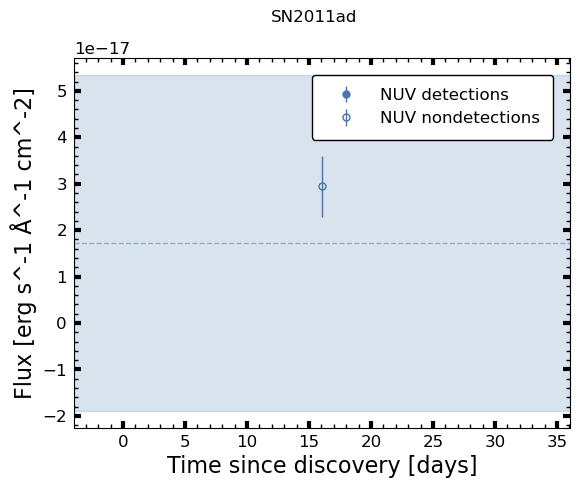 SN2011ad
1e−17
NUV detections
NUV nondetections
5
4
3
2
1
0
−1
−2
0 5 10 15 20 25 30 35
Time since discovery [days]
Flux [erg s^-1 Å^-1 cm^-2]